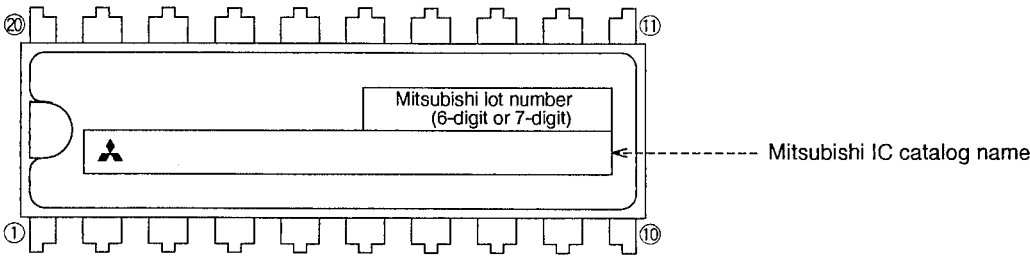 ⑳ ⑪
Mitsubishi lot number
(6-digit or 7-digit)
Mitsubishi IC catalog name
① ⑩